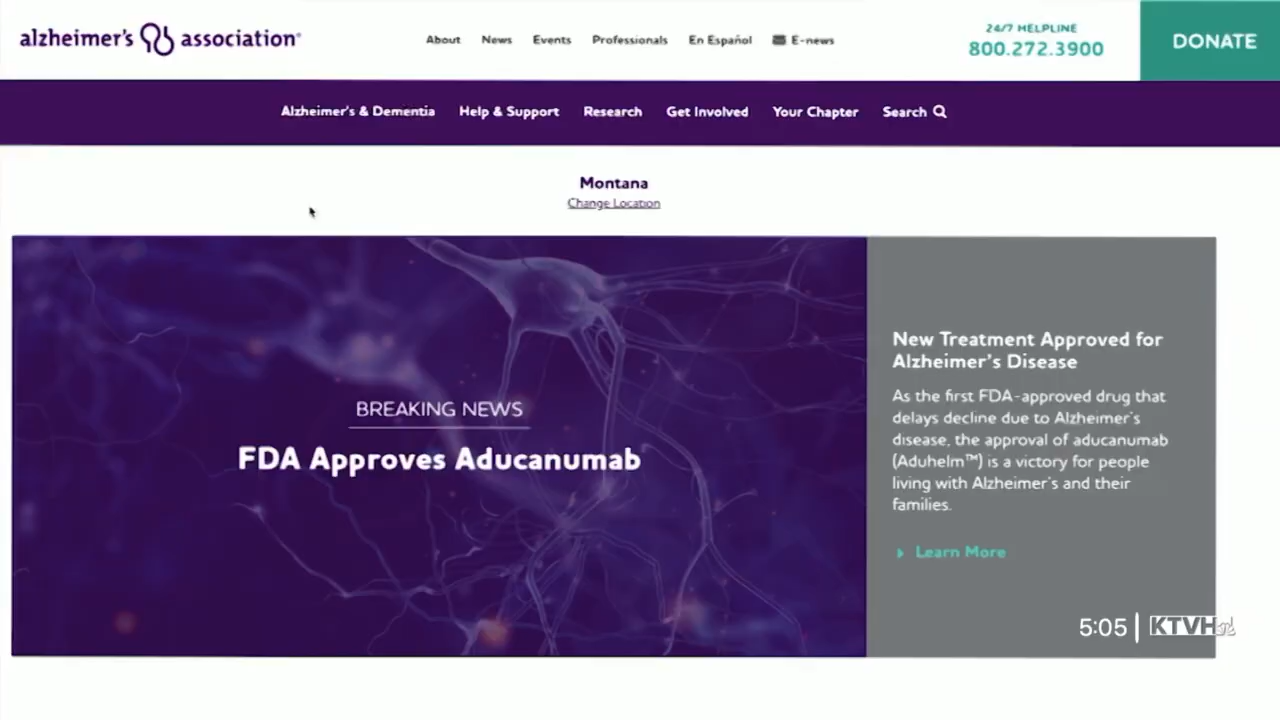 alzheimer's association®
About News Events Professionals En Español E-news
24/7 HELPLINE
800.272.3900
DONATE
Alzheimer's & Dementia Help & Support Research Get Involved Your Chapter Search
Montana
Change Location
BREAKING NEWS
FDA Approves Aducanumab
New Treatment Approved for
Alzheimer's Disease
As the first FDA-approved drug that
delays decline due to Alzheimer's
disease, the approval of aducanumab
(Aduhelm™) is a victory for people
living with Alzheimer's and their
families.
Learn More
5:05 | KTVH